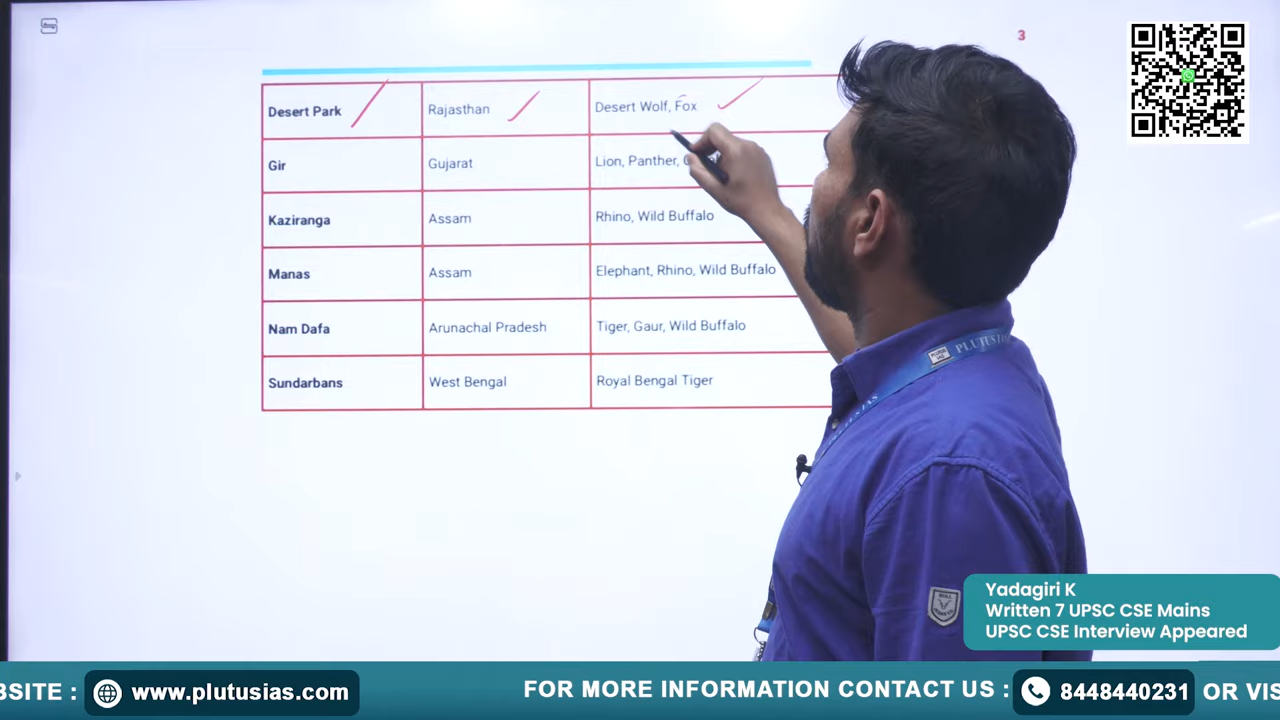 3
Desert Park Rajasthan Desert Wolf, Fox
Gir Gujarat Lion, Panther,
Kaziranga Assam Rhino, Wild Buffalo
Manas Assam Elephant, Rhino, Wild Buffalo
Nam Dafa Arunachal Pradesh Tiger, Gaur, Wild Buffalo
Sundarbans West Bengal Royal Bengal Tiger
PLUTUS IAS
Yadagiri K
Written 7 UPSC CSE Mains
UPSC CSE Interview Appeared
BSITE : www.plutusias.com FOR MORE INFORMATION CONTACT US : 8448440231 OR VIS